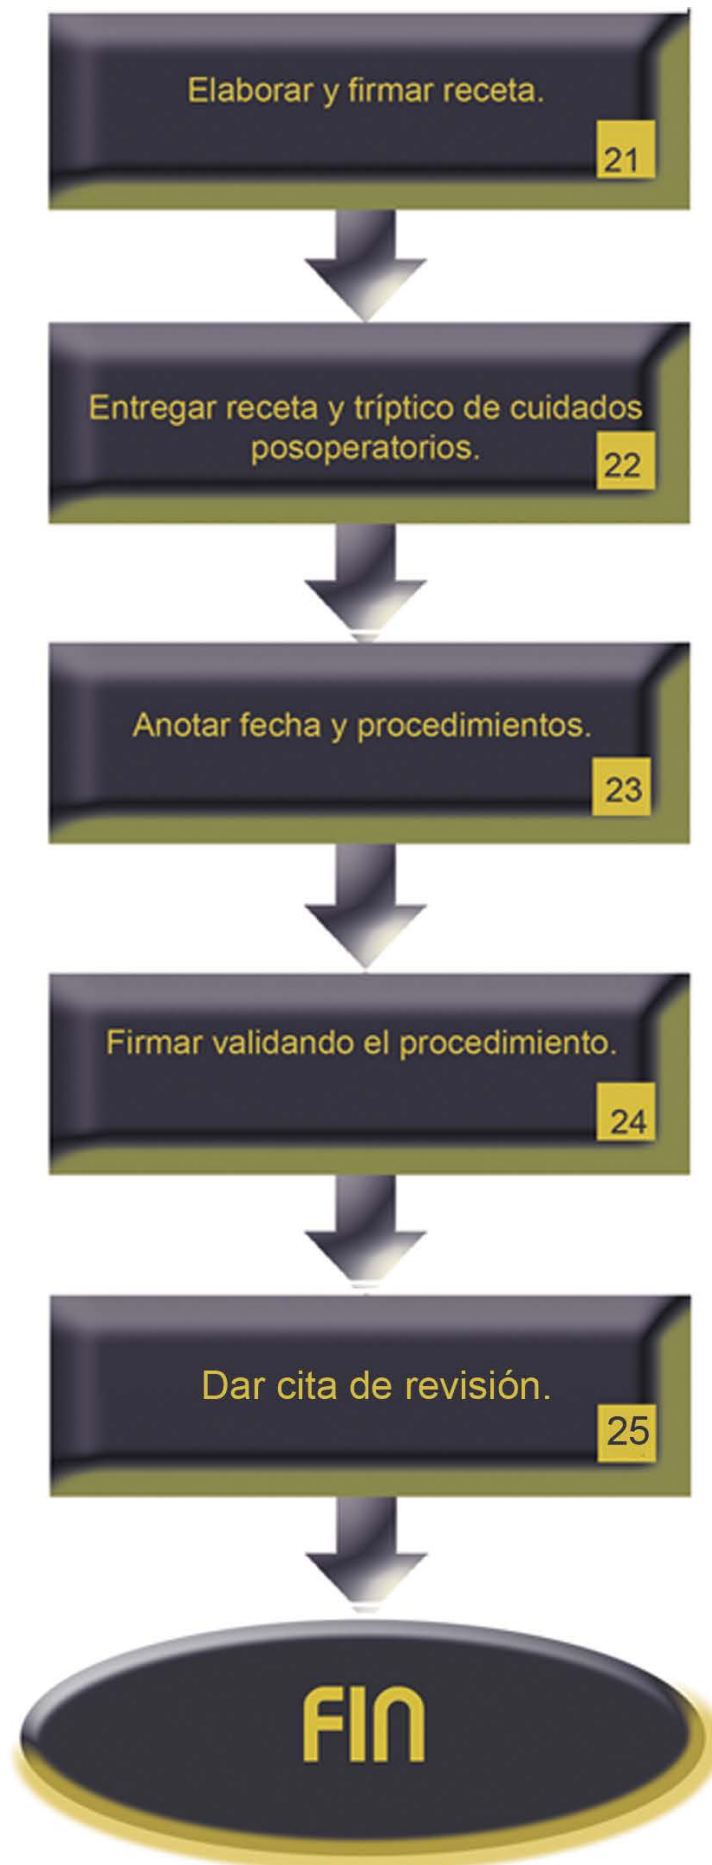 Elaborar y firmar receta.
21
Entregar receta y tríptico de cuidados
posoperatorios.
22
Anotar fecha y procedimientos.
23
Firmar validando el procedimiento.
24
Dar cita de revisión.
25
FIN